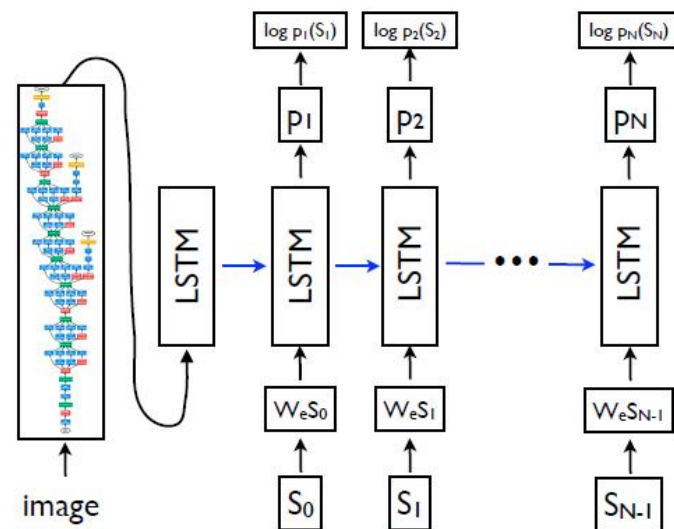 log p₁(S₁) log p₂(S₂) log pN(SN)
p₁ p₂ pN
LSTM LSTM LSTM LSTM
WeS₀ WeS₁ WeSN-1
image S₀ S₁ SN-1